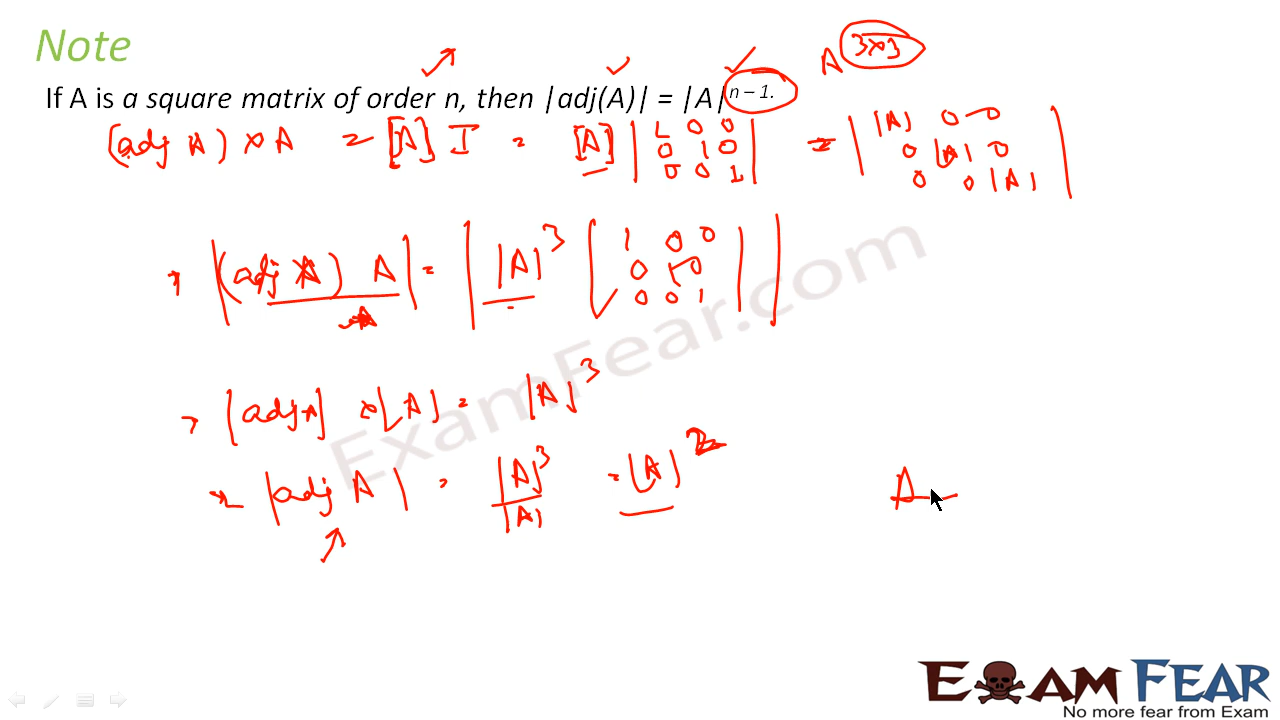 Note
A 3×3
If A is a square matrix of order n, then |adj(A)| = |A|ⁿ⁻¹.
(adj A) × A = |A| I = |A| | 1 0 0 = | |A| 0 0
0 1 0 0 |A| 0
0 0 1 | 0 0 |A| |
|(adj A) A| = | |A|³ [ 1 0 0
0 1 0
0 0 1 | |
|adj A| × |A| = |A|³
|adj A| = |A|³ / |A| = |A|²
A
ExamFear.com
EXAM FEAR
No more fear from Exam